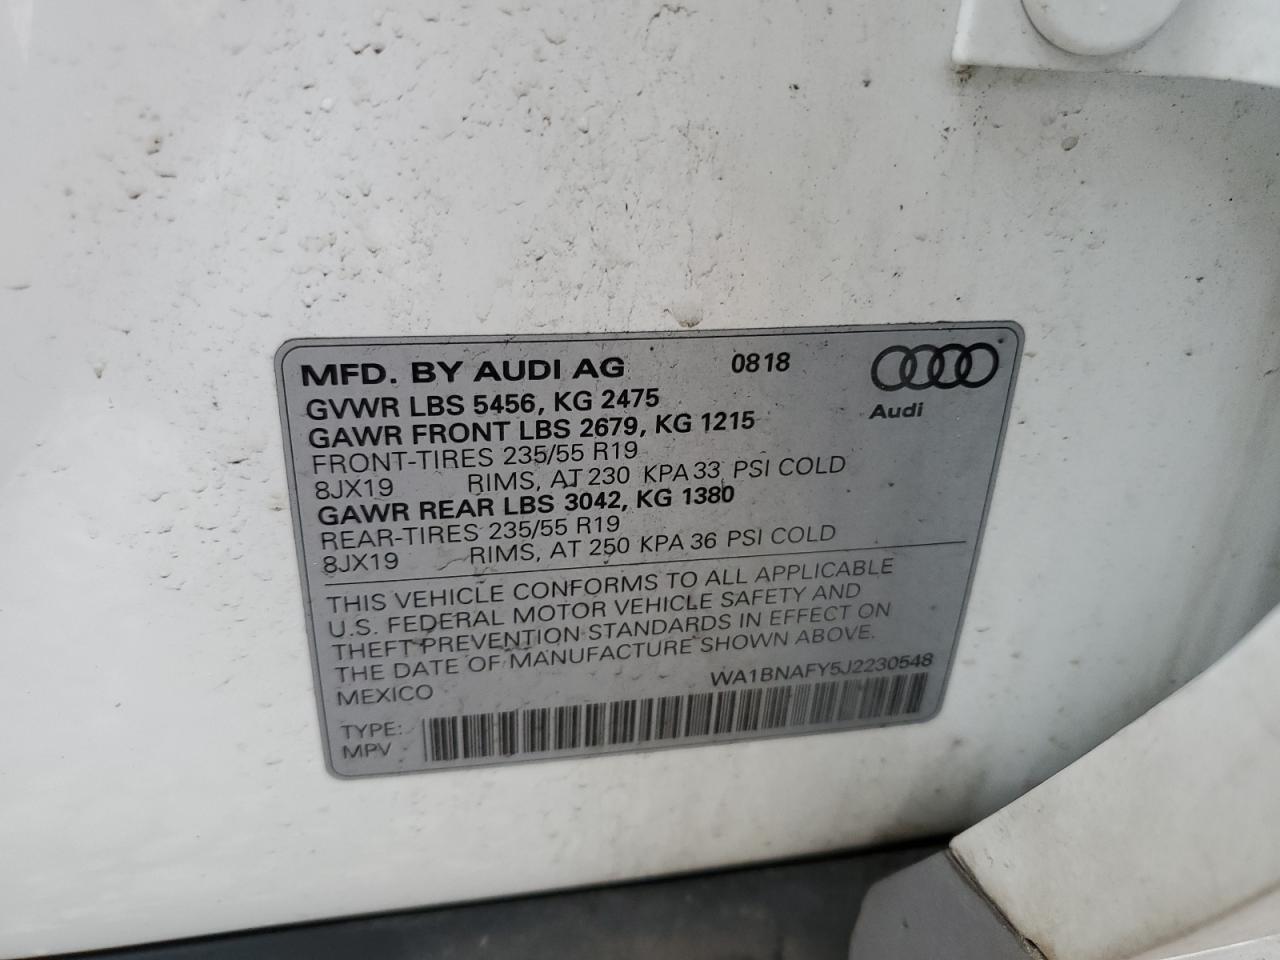 MFD. BY AUDI AG 0818
GVWR LBS 5456, KG 2475
Audi
GAWR FRONT LBS 2679, KG 1215
FRONT-TIRES 235/55 R19
8JX19 RIMS, AT 230 KPA 33 PSI COLD
GAWR REAR LBS 3042, KG 1380
REAR-TIRES 235/55 R19
8JX19 RIMS, AT 250 KPA 36 PSI COLD
THIS VEHICLE CONFORMS TO ALL APPLICABLE
U.S. FEDERAL MOTOR VEHICLE SAFETY AND
THEFT PREVENTION STANDARDS IN EFFECT ON
THE DATE OF MANUFACTURE SHOWN ABOVE.
MEXICO WA1BNAFY5J2230548
TYPE:
MPV